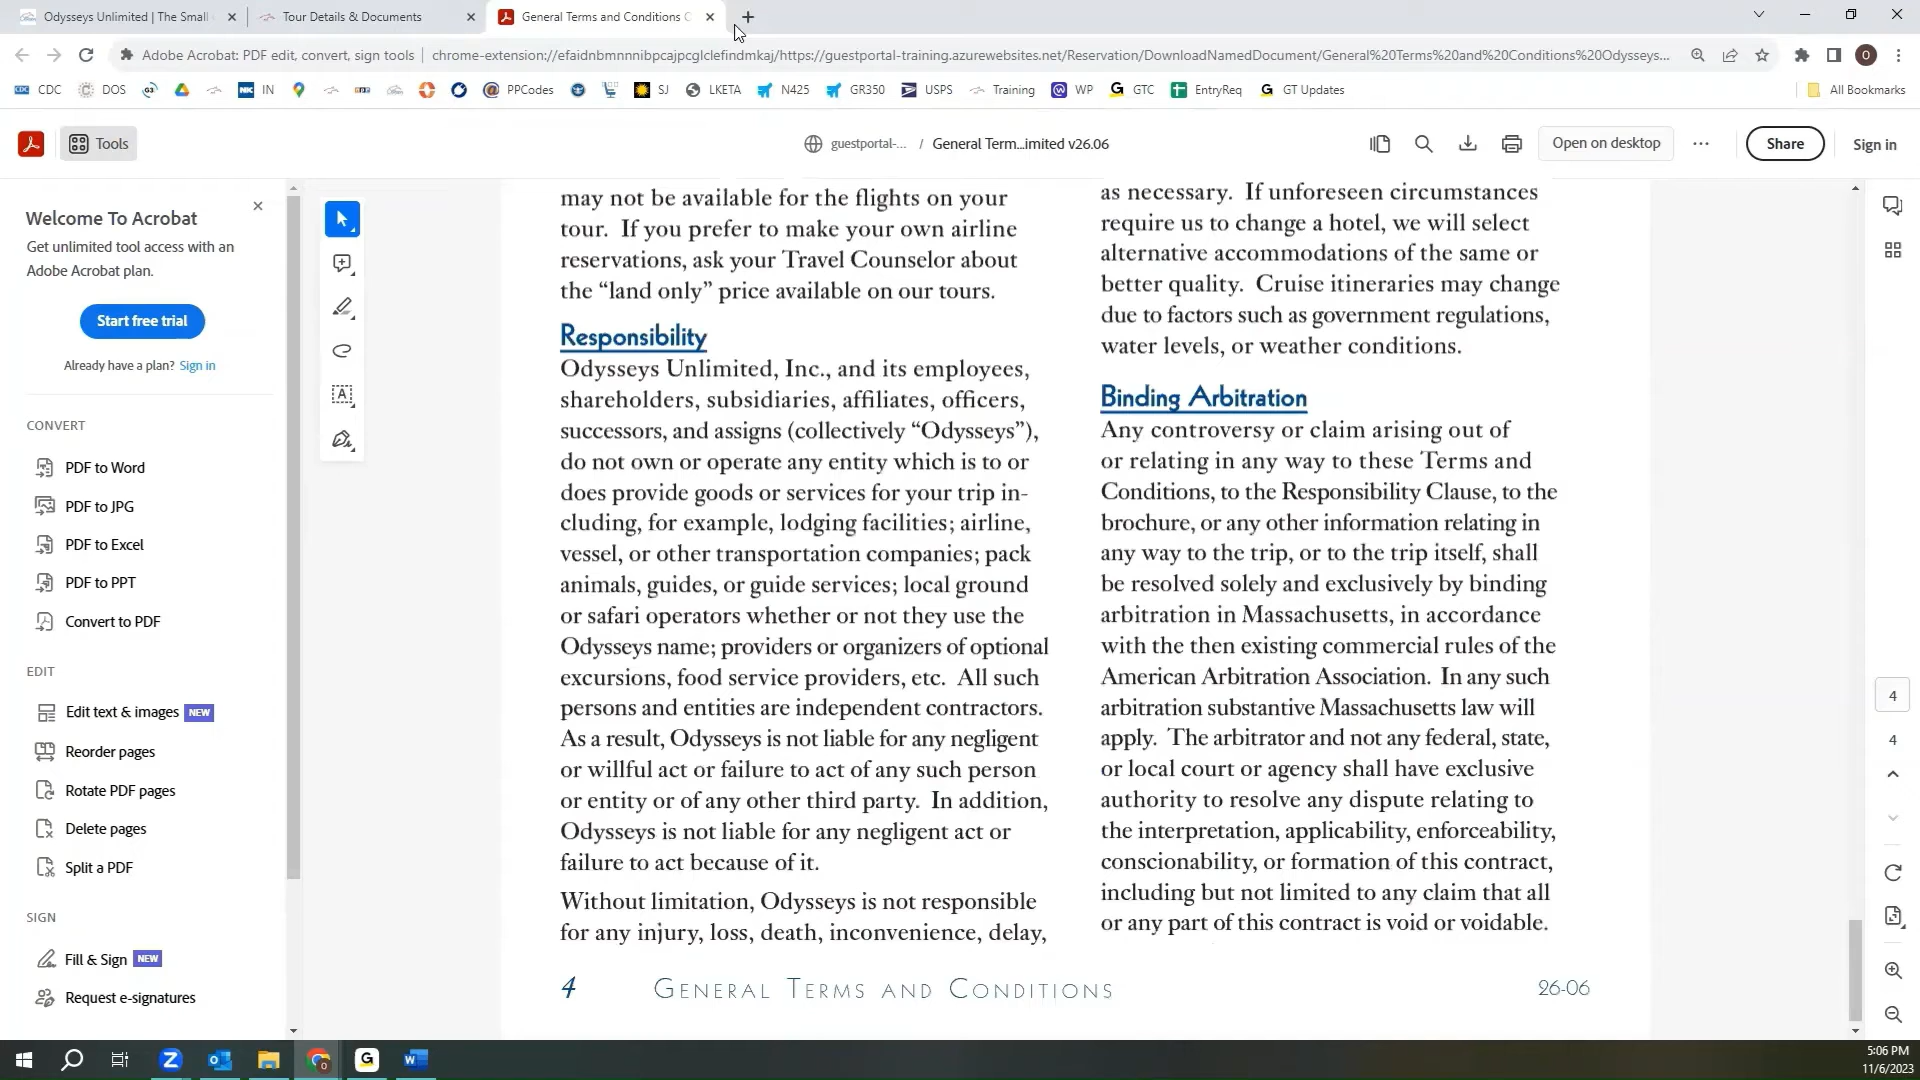 Odysseys Unlimited | The Small
Tour Details & Documents
General Terms and Conditions
Adobe Acrobat: PDF edit, convert, sign tools
chrome-extension://efaidnbmnnnibpcajpcglclefindmkaj/https://guestportal-training.azurewebsites.net/Reservation/DownloadNamedDocument/General%20Terms%20and%20Conditions%20Odysseys...
O
CDC
DOS
IN
PPCodes
SJ
LKETA
N425
GR350
USPS
Training
WP
GTC
EntryReq
GT Updates
All Bookmarks
Tools
guestportal-...
/
General Term...imited v26.06
Open on desktop
Share
Sign in
Welcome To Acrobat
Get unlimited tool access with an
Adobe Acrobat plan.
Start free trial
Already have a plan? Sign in
CONVERT
PDF to Word
PDF to JPG
PDF to Excel
PDF to PPT
Convert to PDF
EDIT
Edit text & images NEW
Reorder pages
Rotate PDF pages
Delete pages
Split a PDF
SIGN
Fill & Sign NEW
Request e-signatures
may not be available for the flights on your
tour. If you prefer to make your own airline
reservations, ask your Travel Counselor about
the “land only” price available on our tours.
Responsibility
Odysseys Unlimited, Inc., and its employees,
shareholders, subsidiaries, affiliates, officers,
successors, and assigns (collectively “Odysseys”),
do not own or operate any entity which is to or
does provide goods or services for your trip in-
cluding, for example, lodging facilities; airline,
vessel, or other transportation companies; pack
animals, guides, or guide services; local ground
or safari operators whether or not they use the
Odysseys name; providers or organizers of optional
excursions, food service providers, etc. All such
persons and entities are independent contractors.
As a result, Odysseys is not liable for any negligent
or willful act or failure to act of any such person
or entity or of any other third party. In addition,
Odysseys is not liable for any negligent act or
failure to act because of it.
Without limitation, Odysseys is not responsible
for any injury, loss, death, inconvenience, delay,
as necessary. If unforeseen circumstances
require us to change a hotel, we will select
alternative accommodations of the same or
better quality. Cruise itineraries may change
due to factors such as government regulations,
water levels, or weather conditions.
Binding Arbitration
Any controversy or claim arising out of
or relating in any way to these Terms and
Conditions, to the Responsibility Clause, to the
brochure, or any other information relating in
any way to the trip, or to the trip itself, shall
be resolved solely and exclusively by binding
arbitration in Massachusetts, in accordance
with the then existing commercial rules of the
American Arbitration Association. In any such
arbitration substantive Massachusetts law will
apply. The arbitrator and not any federal, state,
or local court or agency shall have exclusive
authority to resolve any dispute relating to
the interpretation, applicability, enforceability,
conscionability, or formation of this contract,
including but not limited to any claim that all
or any part of this contract is void or voidable.
4
GENERAL TERMS AND CONDITIONS
26-06
4
4
5:06 PM
11/6/2023